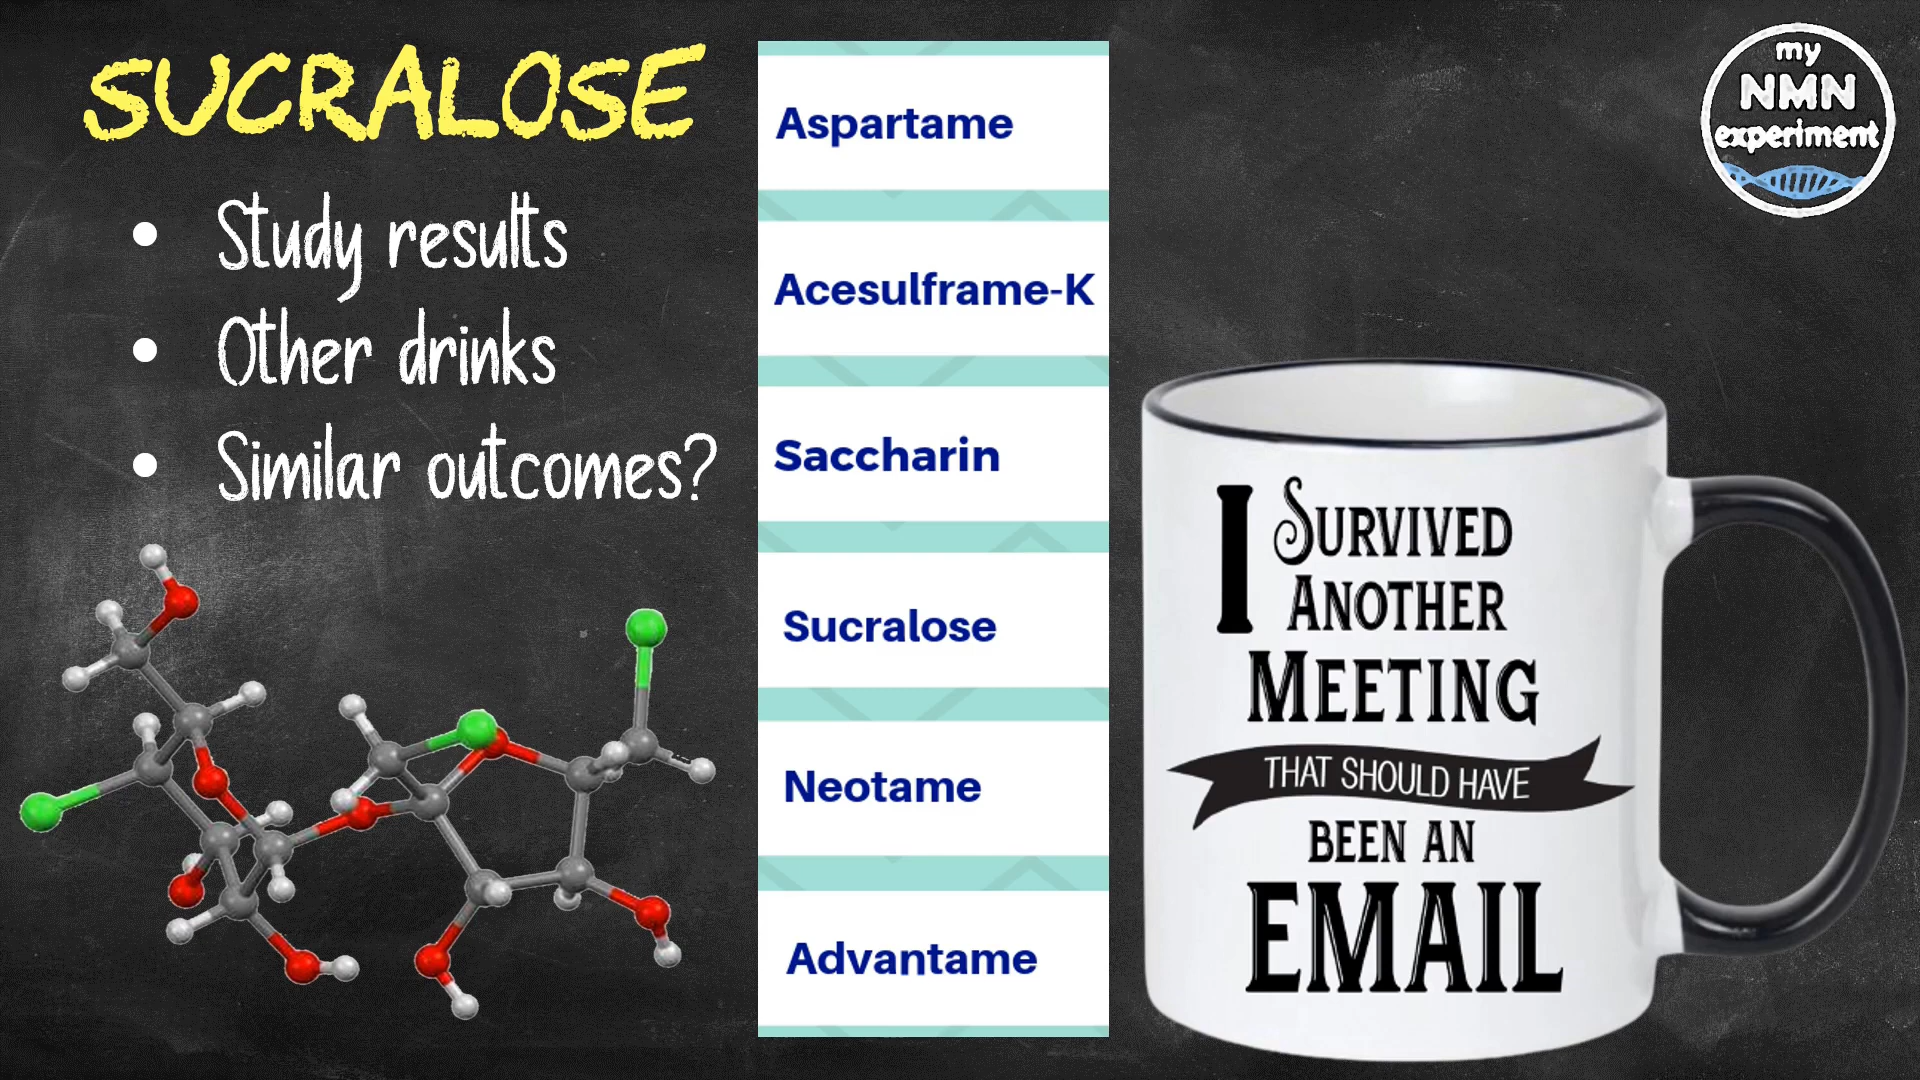 SUCRALOSE
• Study results
• Other drinks
• Similar outcomes?
Aspartame
Acesulframe-K
Saccharin
Sucralose
Neotame
Advantame
my
NMN
experiment
I SURVIVED
ANOTHER
MEETING
THAT SHOULD HAVE
BEEN AN
EMAIL